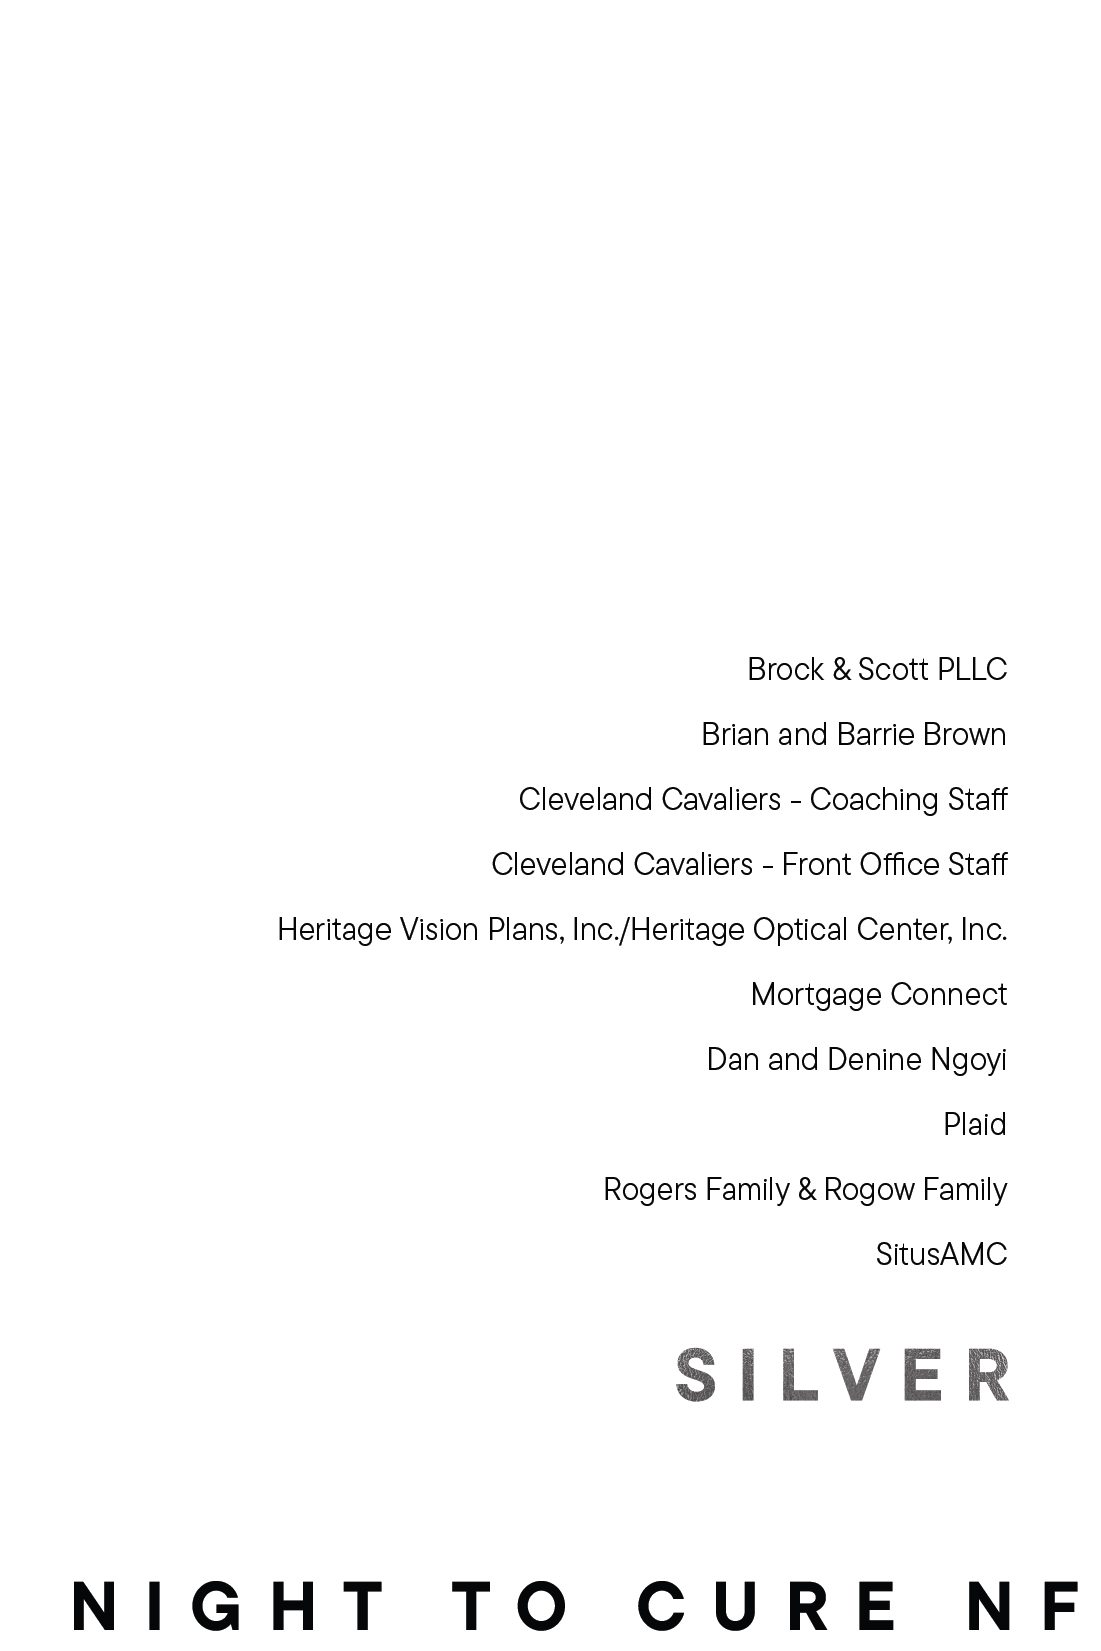 Brock & Scott PLLC
Brian and Barrie Brown
Cleveland Cavaliers - Coaching Staff
Cleveland Cavaliers - Front Office Staff
Heritage Vision Plans, Inc./Heritage Optical Center, Inc.
Mortgage Connect
Dan and Denine Ngoyi
Plaid
Rogers Family & Rogow Family
SitusAMC
SILVER
NIGHT TO CURE NF